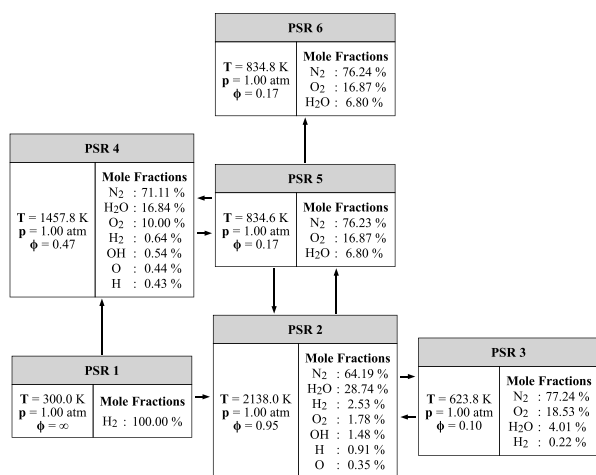 PSR 6
T = 834.8 K
p = 1.00 atm
ϕ = 0.17
Mole Fractions
N2 : 76.24 %
O2 : 16.87 %
H2O : 6.80 %
PSR 4
T = 1457.8 K
p = 1.00 atm
ϕ = 0.47
Mole Fractions
N2 : 71.11 %
H2O : 16.84 %
O2 : 10.00 %
H2 : 0.64 %
OH : 0.54 %
O : 0.44 %
H : 0.43 %
PSR 5
T = 834.6 K
p = 1.00 atm
ϕ = 0.17
Mole Fractions
N2 : 76.23 %
O2 : 16.87 %
H2O : 6.80 %
PSR 1
T = 300.0 K
p = 1.00 atm
ϕ = ∞
Mole Fractions
H2 : 100.00 %
PSR 2
T = 2138.0 K
p = 1.00 atm
ϕ = 0.95
Mole Fractions
N2 : 64.19 %
H2O : 28.74 %
H2 : 2.53 %
O2 : 1.78 %
OH : 1.48 %
H : 0.91 %
O : 0.35 %
PSR 3
T = 623.8 K
p = 1.00 atm
ϕ = 0.10
Mole Fractions
N2 : 77.24 %
O2 : 18.53 %
H2O : 4.01 %
H2 : 0.22 %